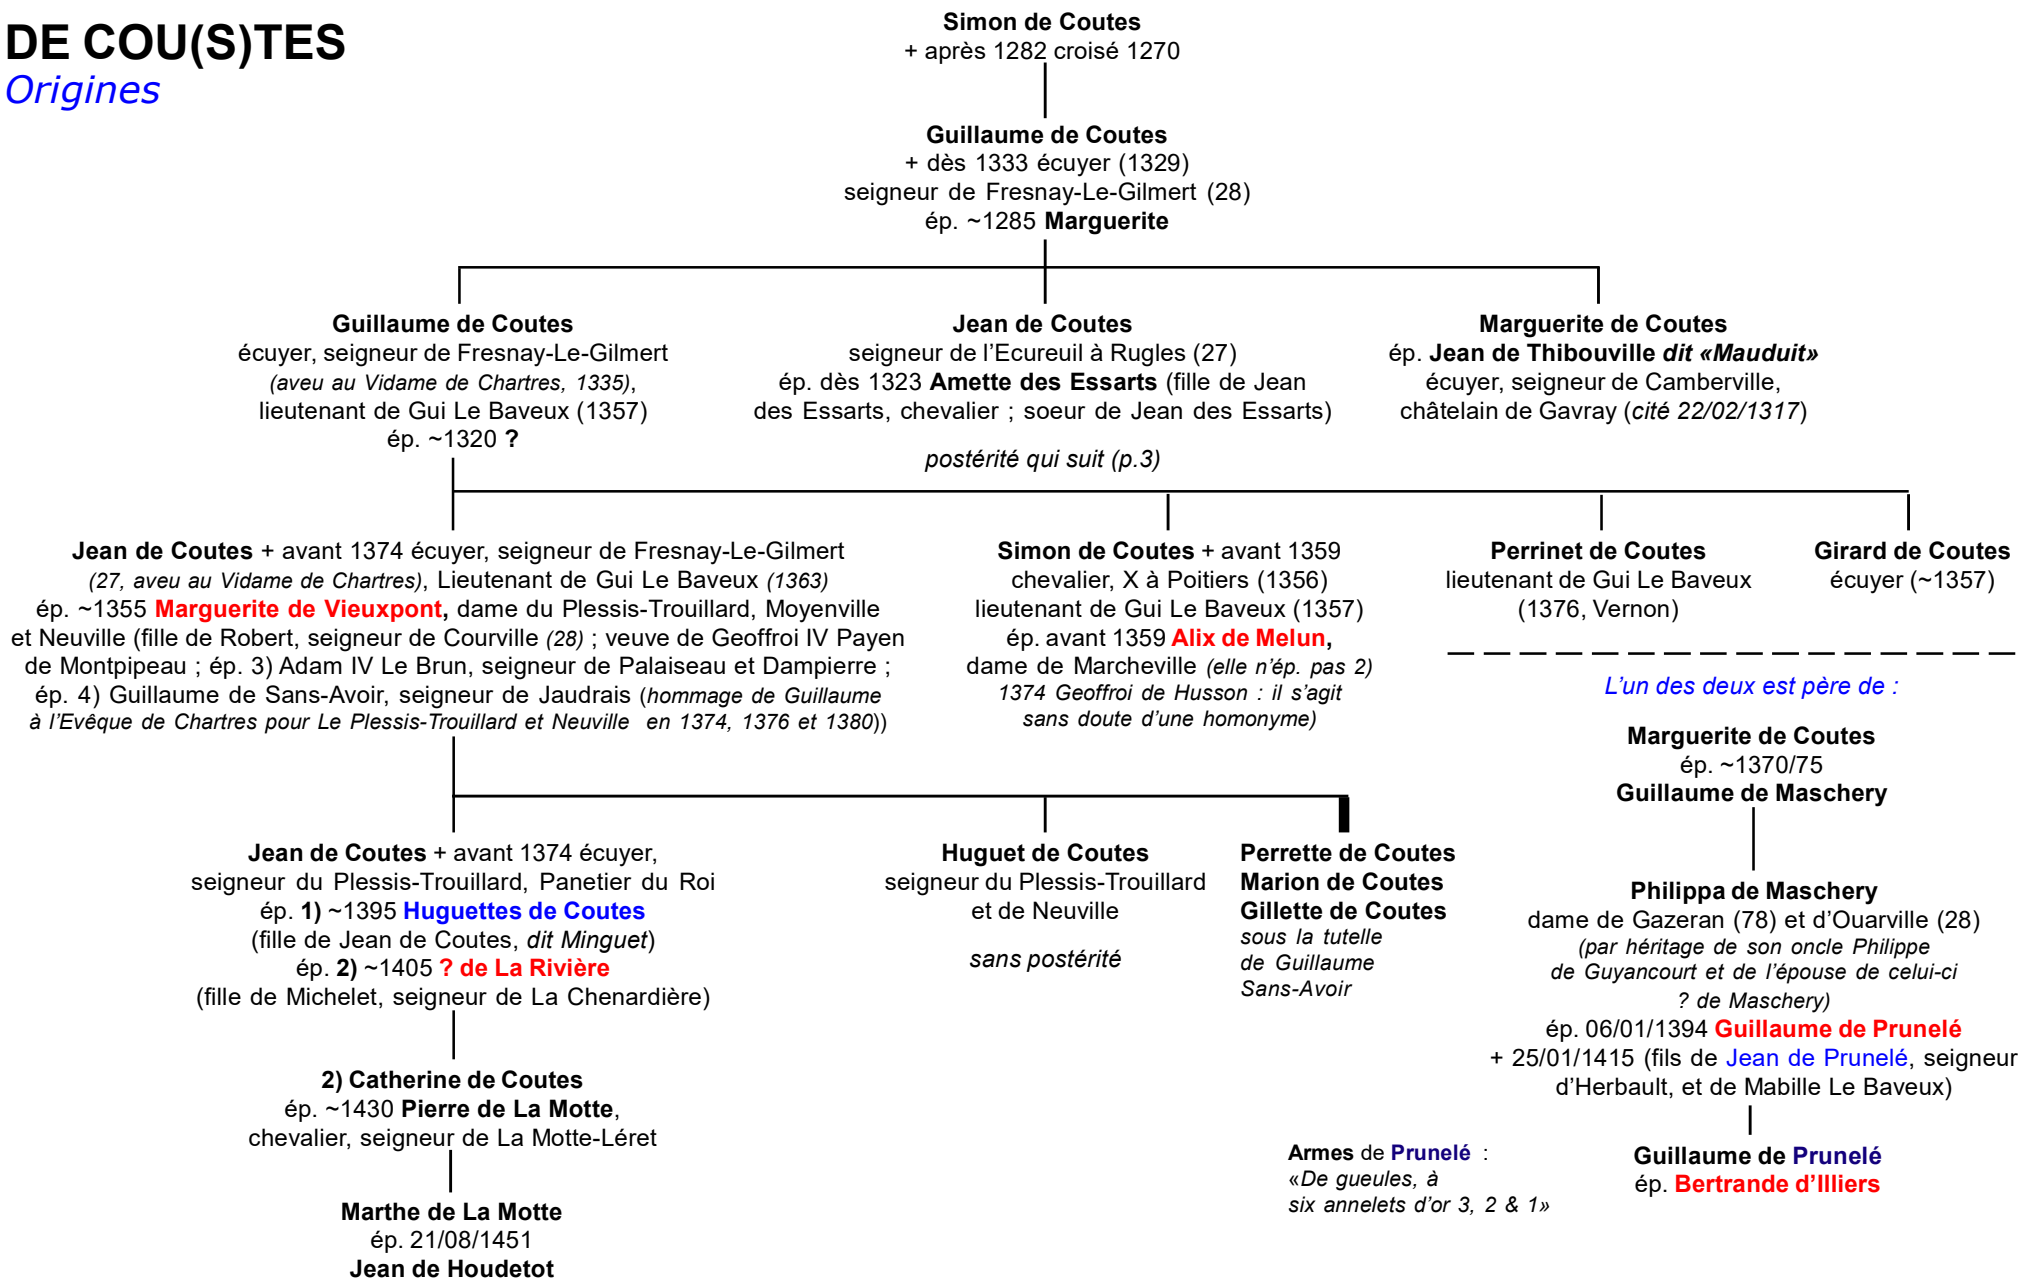 DE COU(S)TES
Origines
Simon de Coutes
+ après 1282 croisé 1270
Guillaume de Coutes
+ dès 1333 écuyer (1329)
seigneur de Fresnay-Le-Gilmert (28)
ép. ~1285 Marguerite
Guillaume de Coutes
écuyer, seigneur de Fresnay-Le-Gilmert
(aveu au Vidame de Chartres, 1335),
lieutenant de Gui Le Baveux (1357)
ép. ~1320 ?
Jean de Coutes
seigneur de l'Ecureuil à Rugles (27)
ép. dès 1323 Amette des Essarts (fille de Jean
des Essarts, chevalier ; soeur de Jean des Essarts)
postérité qui suit (p.3)
Marguerite de Coutes
ép. Jean de Thibouville dit «Mauduit»
écuyer, seigneur de Camberville,
châtelain de Gavray (cité 22/02/1317)
Jean de Coutes + avant 1374 écuyer, seigneur de Fresnay-Le-Gilmert
(27, aveu au Vidame de Chartres), Lieutenant de Gui Le Baveux (1363)
ép. ~1355 Marguerite de Vieuxpont, dame du Plessis-Trouillard, Moyenville
et Neuville (fille de Robert, seigneur de Courville (28) ; veuve de Geoffroi IV Payen
de Montpipeau ; ép. 3) Adam IV Le Brun, seigneur de Palaiseau et Dampierre ;
ép. 4) Guillaume de Sans-Avoir, seigneur de Jaudrais (hommage de Guillaume
à l'Evêque de Chartres pour Le Plessis-Trouillard et Neuville en 1374, 1376 et 1380))
Simon de Coutes + avant 1359
chevalier, X à Poitiers (1356)
lieutenant de Gui Le Baveux (1357)
ép. avant 1359 Alix de Melun,
dame de Marcheville (elle n'ép. pas 2)
1374 Geoffroi de Husson : il s'agit
sans doute d'une homonyme)
Perrinet de Coutes
lieutenant de Gui Le Baveux
(1376, Vernon)
Girard de Coutes
écuyer (~1357)
L'un des deux est père de :
Marguerite de Coutes
ép. ~1370/75
Guillaume de Maschery
Jean de Coutes + avant 1374 écuyer,
seigneur du Plessis-Trouillard, Panetier du Roi
ép. 1) ~1395 Huguettes de Coutes
(fille de Jean de Coutes, dit Minguet)
ép. 2) ~1405 ? de La Rivière
(fille de Michelet, seigneur de La Chenardière)
Huguet de Coutes
seigneur du Plessis-Trouillard
et de Neuville
sans postérité
Perrette de Coutes
Marion de Coutes
Gillette de Coutes
sous la tutelle
de Guillaume
Sans-Avoir
Philippa de Maschery
dame de Gazeran (78) et d'Ouarville (28)
(par héritage de son oncle Philippe
de Guyancourt et de l'épouse de celui-ci
? de Maschery)
ép. 06/01/1394 Guillaume de Prunelé
+ 25/01/1415 (fils de Jean de Prunelé, seigneur
d'Herbault, et de Mabille Le Baveux)
2) Catherine de Coutes
ép. ~1430 Pierre de La Motte,
chevalier, seigneur de La Motte-Léret
Armes de Prunelé :
«De gueules, à
six annelets d'or 3, 2 & 1»
Guillaume de Prunelé
ép. Bertrande d'Illiers
Marthe de La Motte
ép. 21/08/1451
Jean de Houdetot